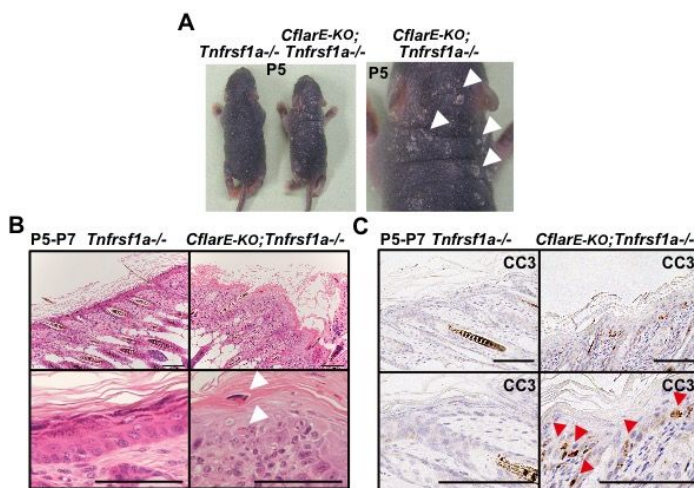 A
CflarE-KO;
Tnfrsf1a-/- Tnfrsf1a-/-
P5
CflarE-KO;
Tnfrsf1a-/-
P5
B
P5-P7 Tnfrsf1a-/- CflarE-KO;Tnfrsf1a-/-
C
P5-P7 Tnfrsf1a-/- CflarE-KO;Tnfrsf1a-/-
CC3
CC3
CC3
CC3